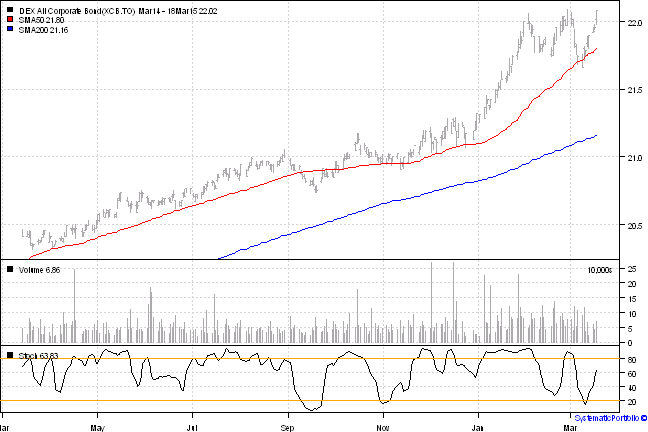 DEX All Corporate Bond(XCB.TO) Mar14 - 18Mar15 22.02
SMA50 21.80
SMA200 21.16
22.0
21.5
21.0
20.5
Volume 6.86
10,000s
25
20
15
10
5
0
Stoch 63.83
80
60
40
20
Mar May Jul Sep Nov Jan Mar
SystematicPortfolio ©